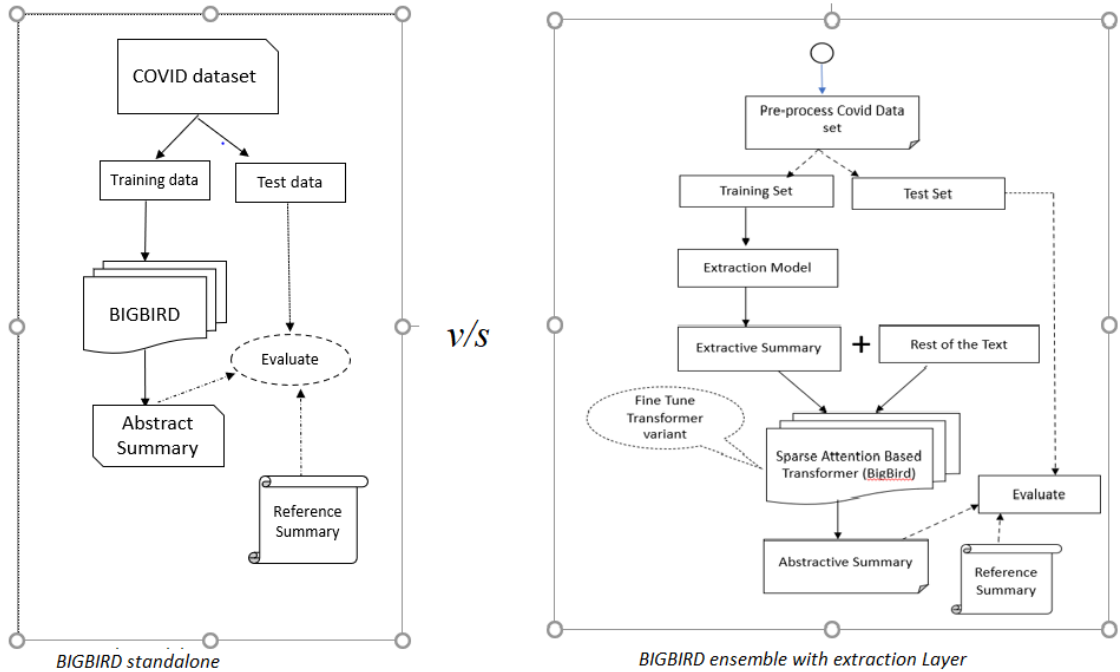 COVID dataset
Training data
Test data
BIGBIRD
Evaluate
Abstract
Summary
Reference
Summary
BIGBIRD standalone
v/s
Pre-process Covid Data
set
Training Set
Test Set
Extraction Model
Extractive Summary
+
Rest of the Text
Fine Tune
Transformer
variant
Sparse Attention Based
Transformer (BigBird)
Evaluate
Abstractive Summary
Reference
Summary
BIGBIRD ensemble with extraction Layer